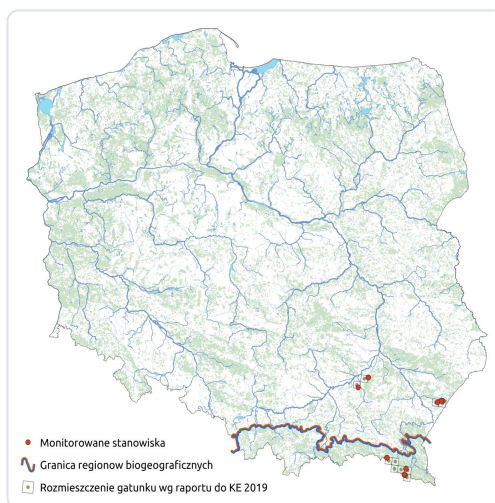 Monitorowane stanowiska
Granica regionow biogeograficznych
Rozmieszczenie gatunku wg raportu do KE 2019